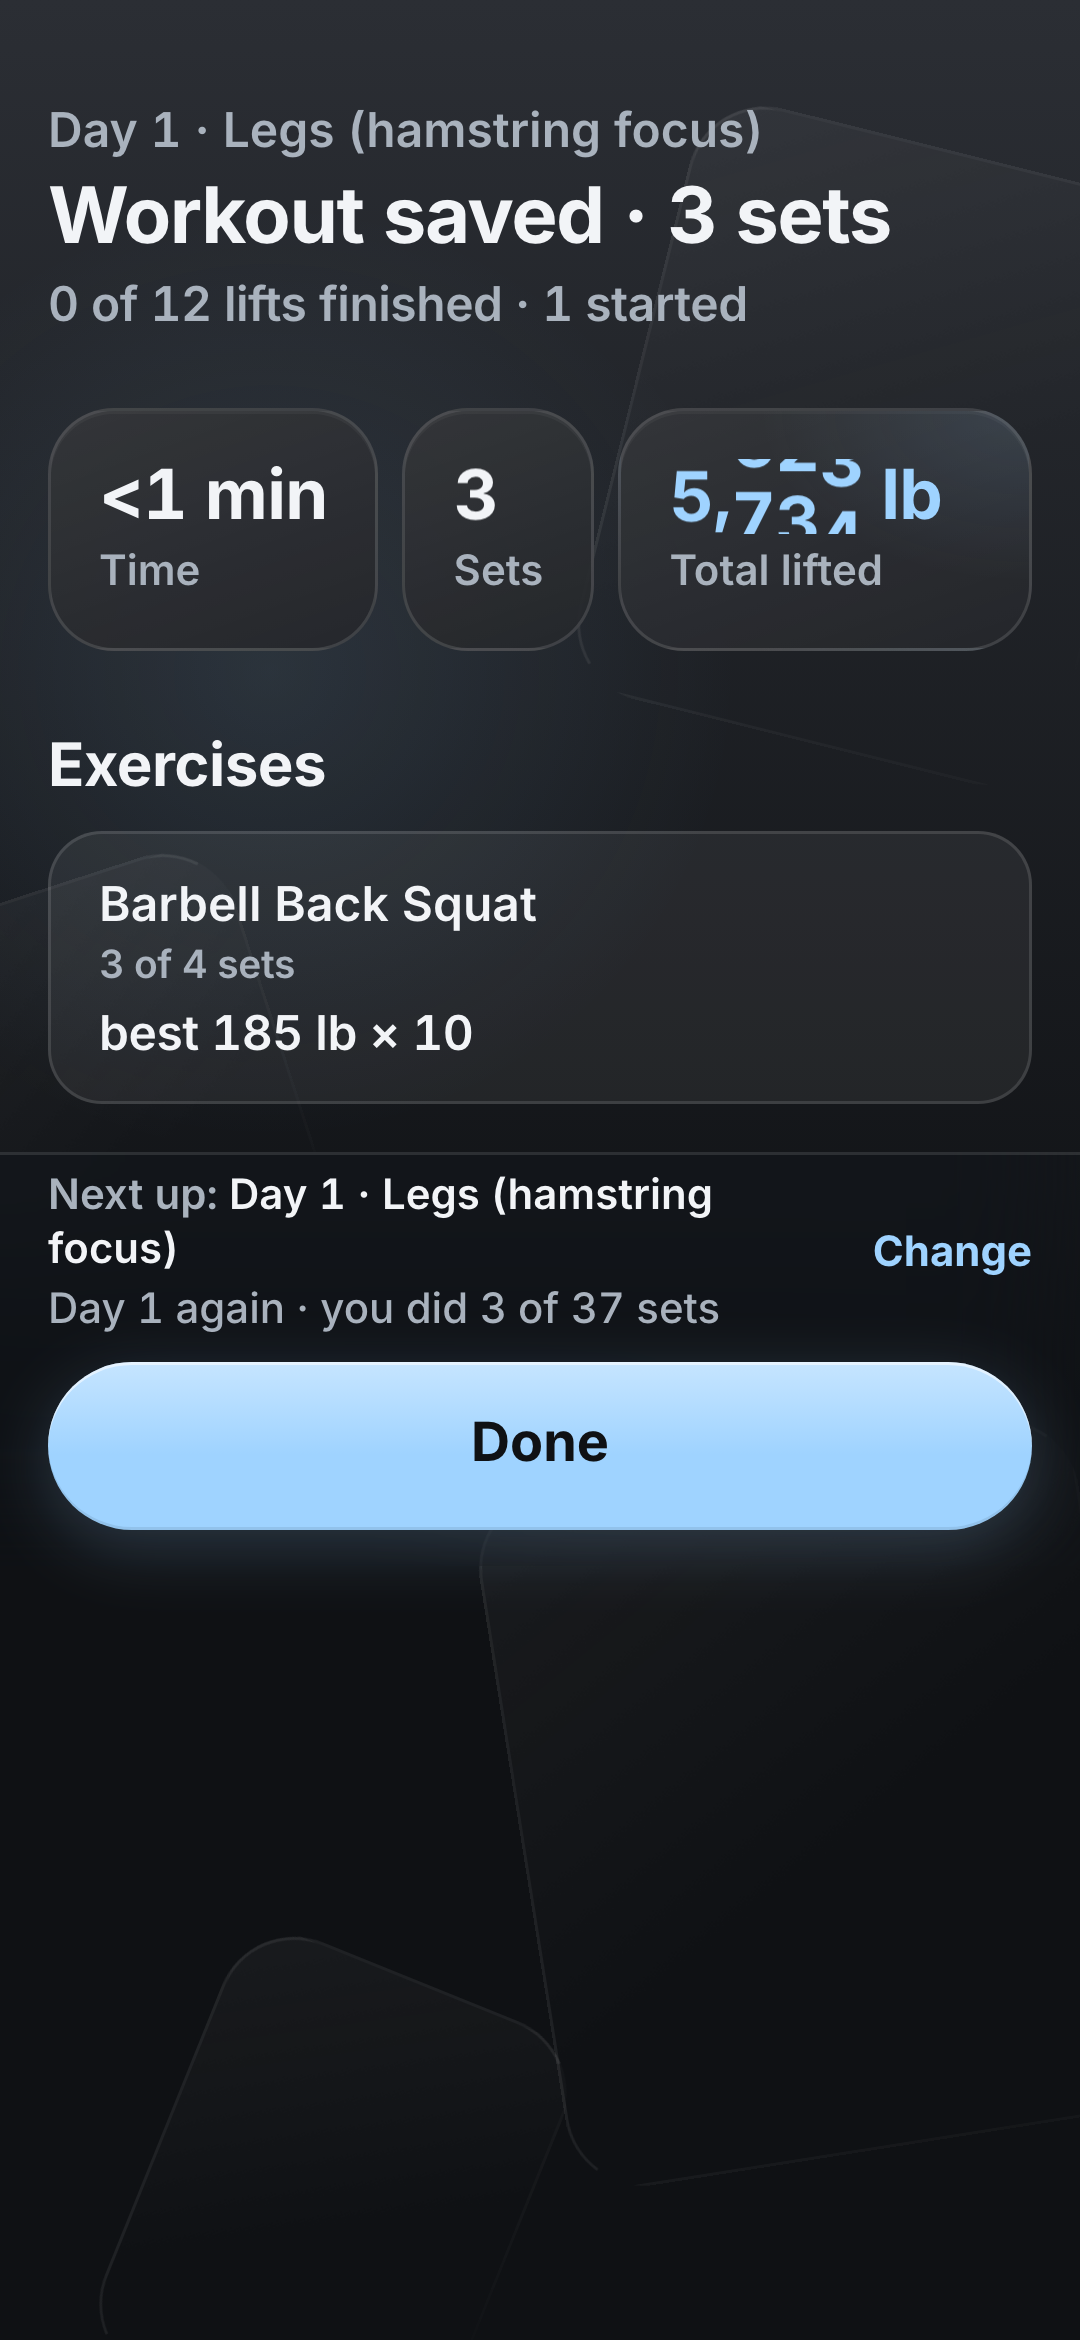 Day 1 · Legs (hamstring focus)
Workout saved · 3 sets
0 of 12 lifts finished · 1 started
<1 min
Time
3
Sets
lb
Total lifted
Exercises
Barbell Back Squat
3 of 4 sets
best 185 lb × 10
Next up: Day 1 · Legs (hamstring
focus)
Change
Day 1 again · you did 3 of 37 sets
Done